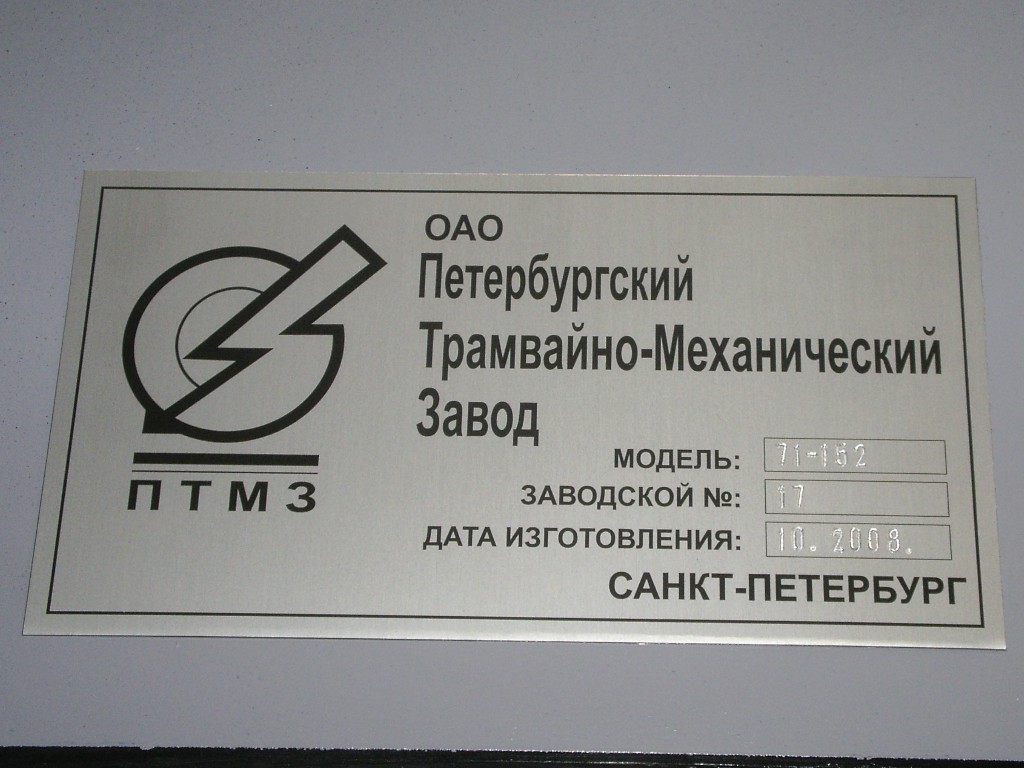 ОАО
Петербургский
Трамвайно-Механический
Завод
ПТМЗ
МОДЕЛЬ: 71-152
ЗАВОДСКОЙ №: 17
ДАТА ИЗГОТОВЛЕНИЯ: 10.2008.
САНКТ-ПЕТЕРБУРГ